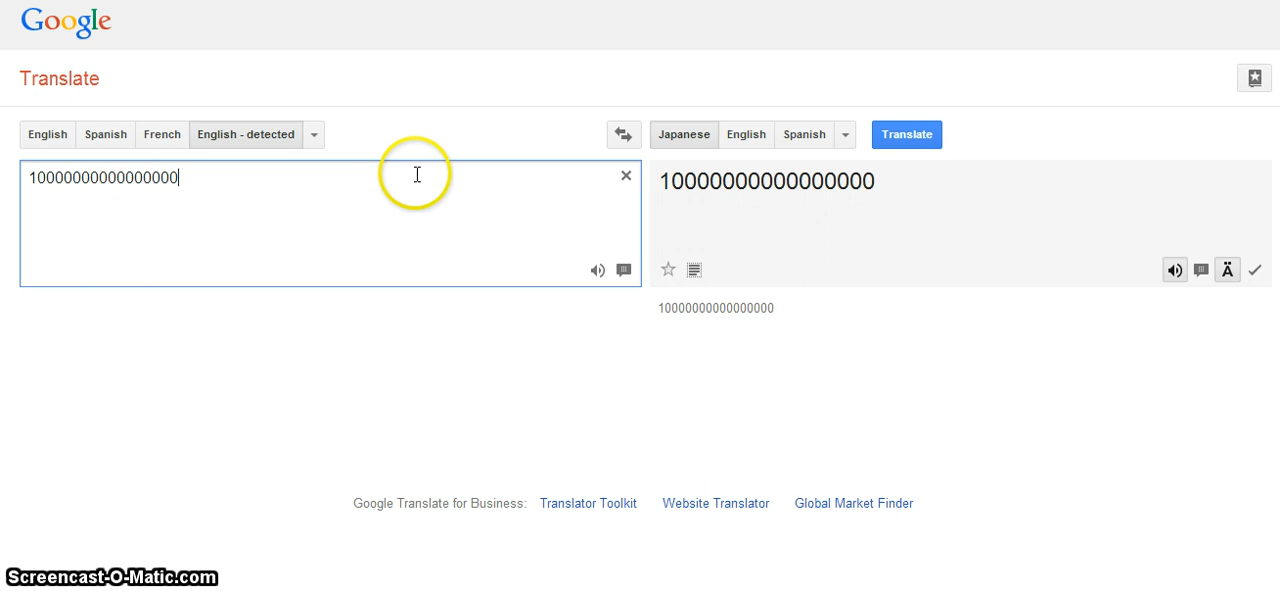 Google
Translate
English Spanish French English - detected Japanese English Spanish Translate
10000000000000000 10000000000000000
Ä
10000000000000000
Google Translate for Business: Translator Toolkit Website Translator Global Market Finder
Screencast-O-Matic.com